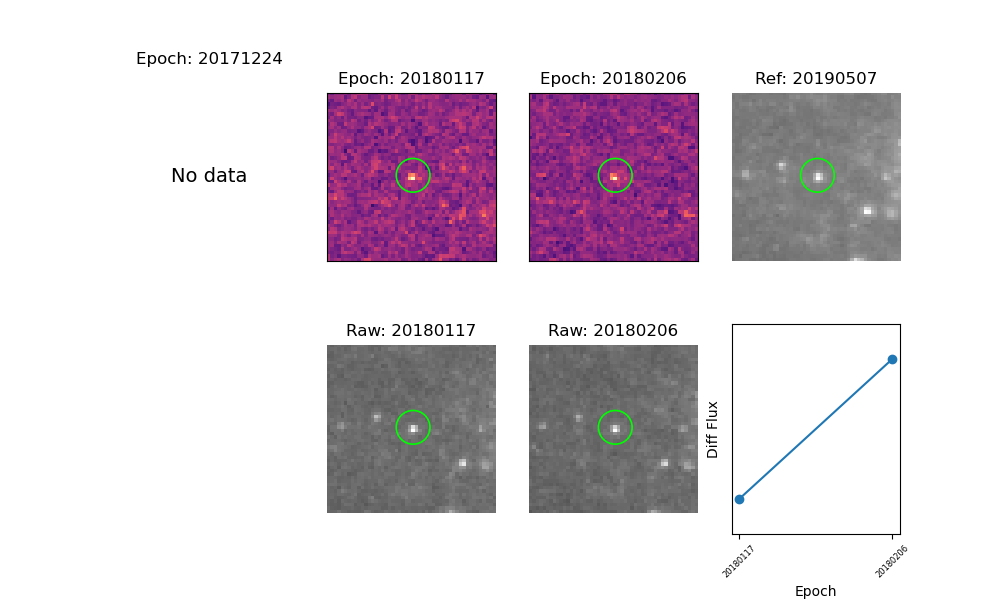 Epoch: 20171224
No data
Epoch: 20180117
Epoch: 20180206
Ref: 20190507
Raw: 20180117
Raw: 20180206
Diff Flux
20180117
20180206
Epoch